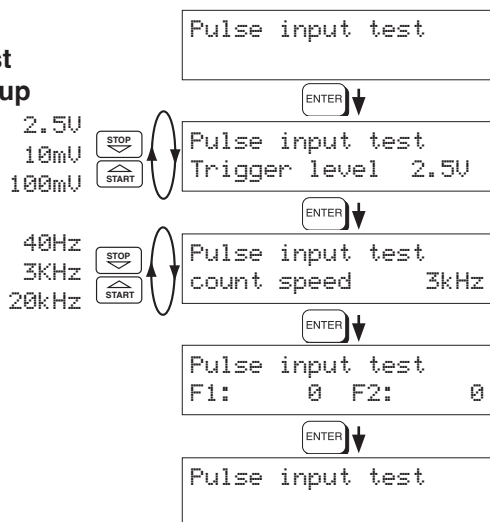 Pulse input test
st
up
ENTER
2.5V
10mV
100mV
STOP
START
Pulse input test
Trigger level 2.5V
ENTER
40Hz
3KHz
20kHz
STOP
START
Pulse input test
count speed 3kHz
ENTER
Pulse input test
F1: 0 F2: 0
ENTER
Pulse input test